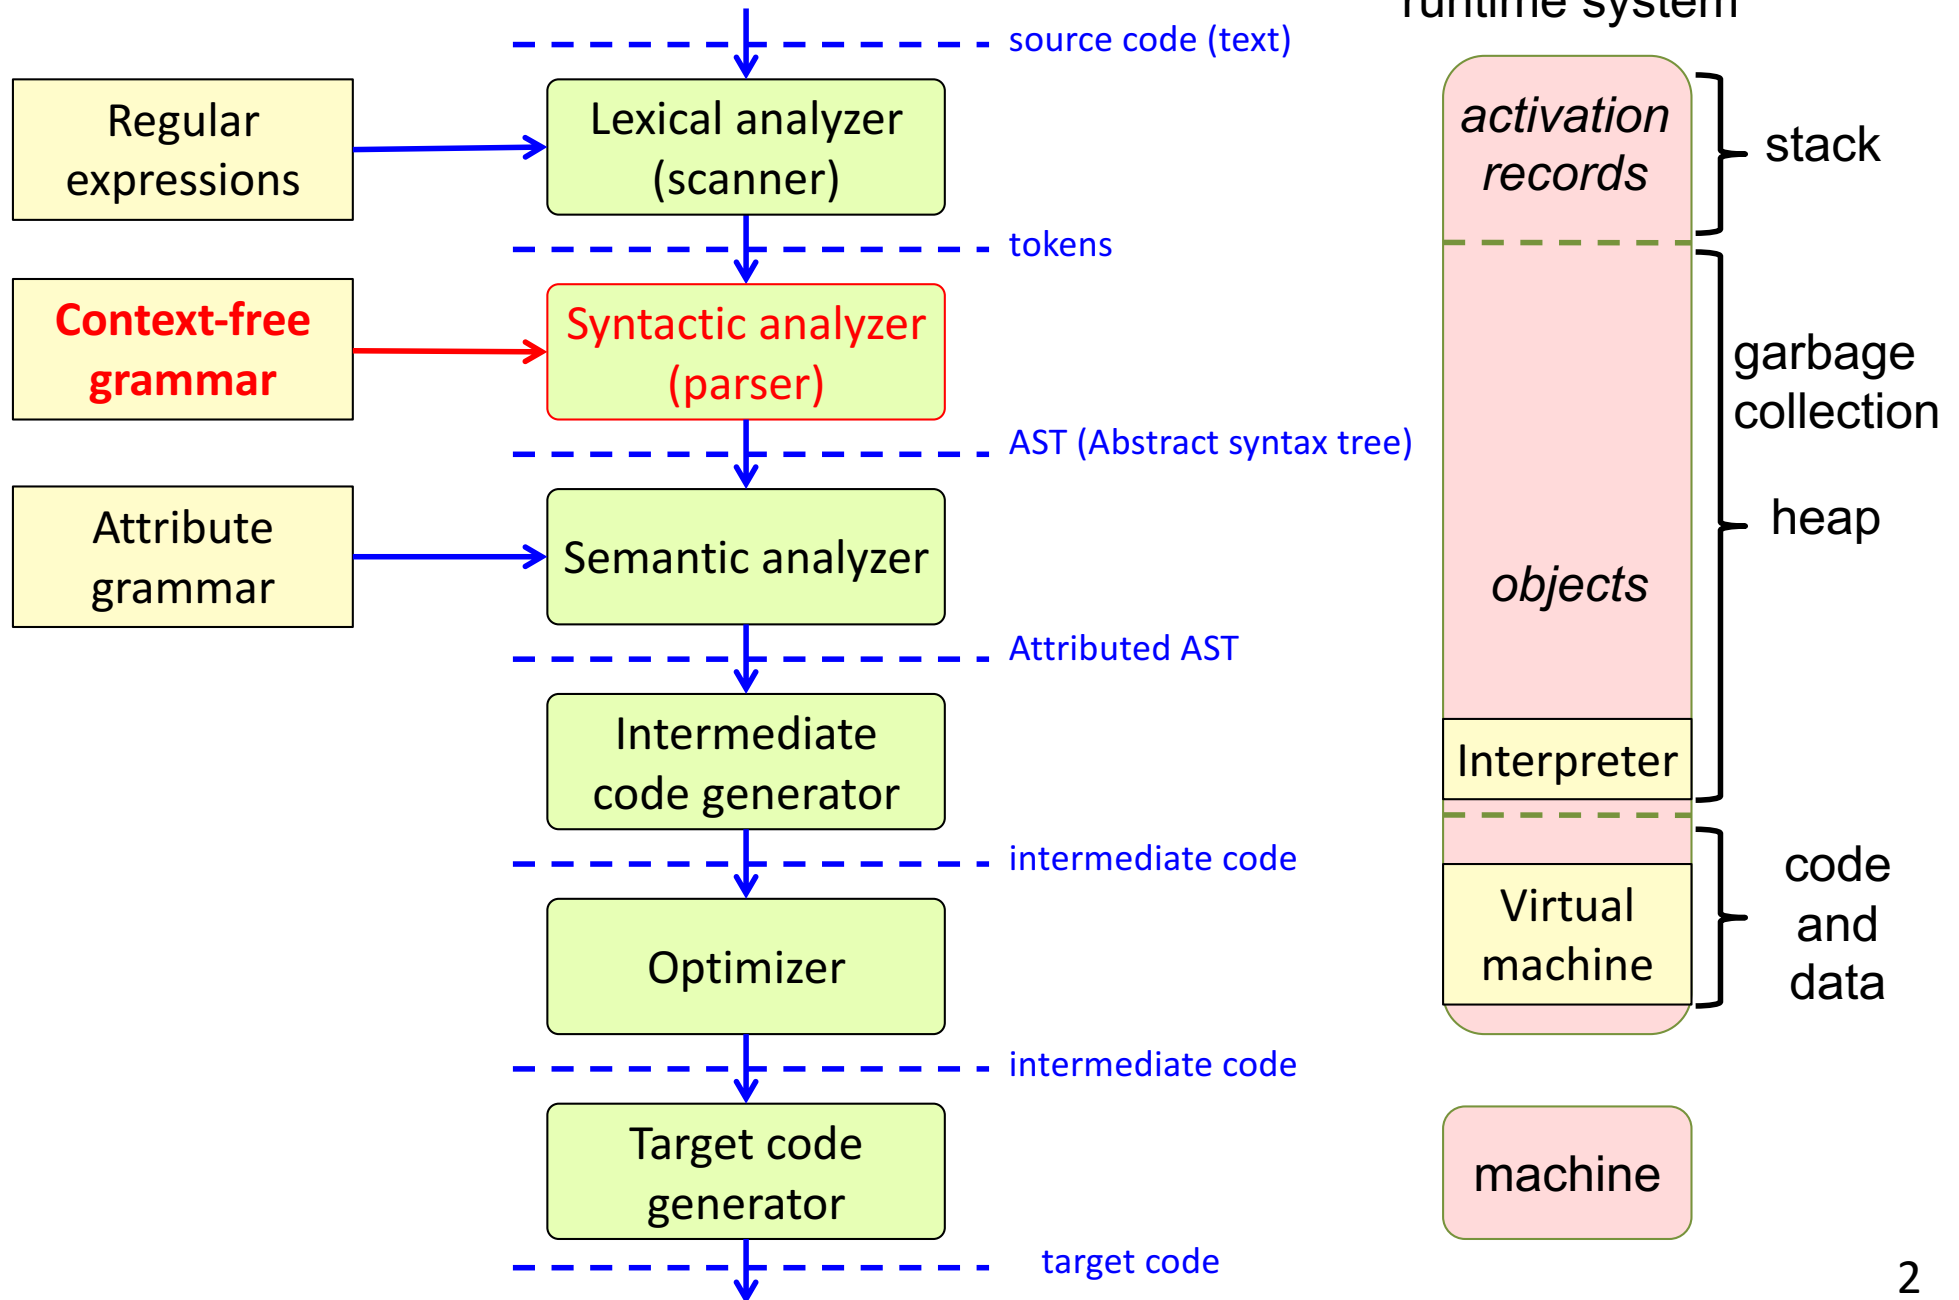 runtime system
source code (text)
Regular
expressions
Lexical analyzer
(scanner)
tokens
Context-free
grammar
Syntactic analyzer
(parser)
AST (Abstract syntax tree)
Attribute
grammar
Semantic analyzer
Attributed AST
Intermediate
code generator
intermediate code
Optimizer
intermediate code
Target code
generator
target code
activation
records
stack
garbage
collection
heap
objects
Interpreter
Virtual
machine
code
and
data
machine
2